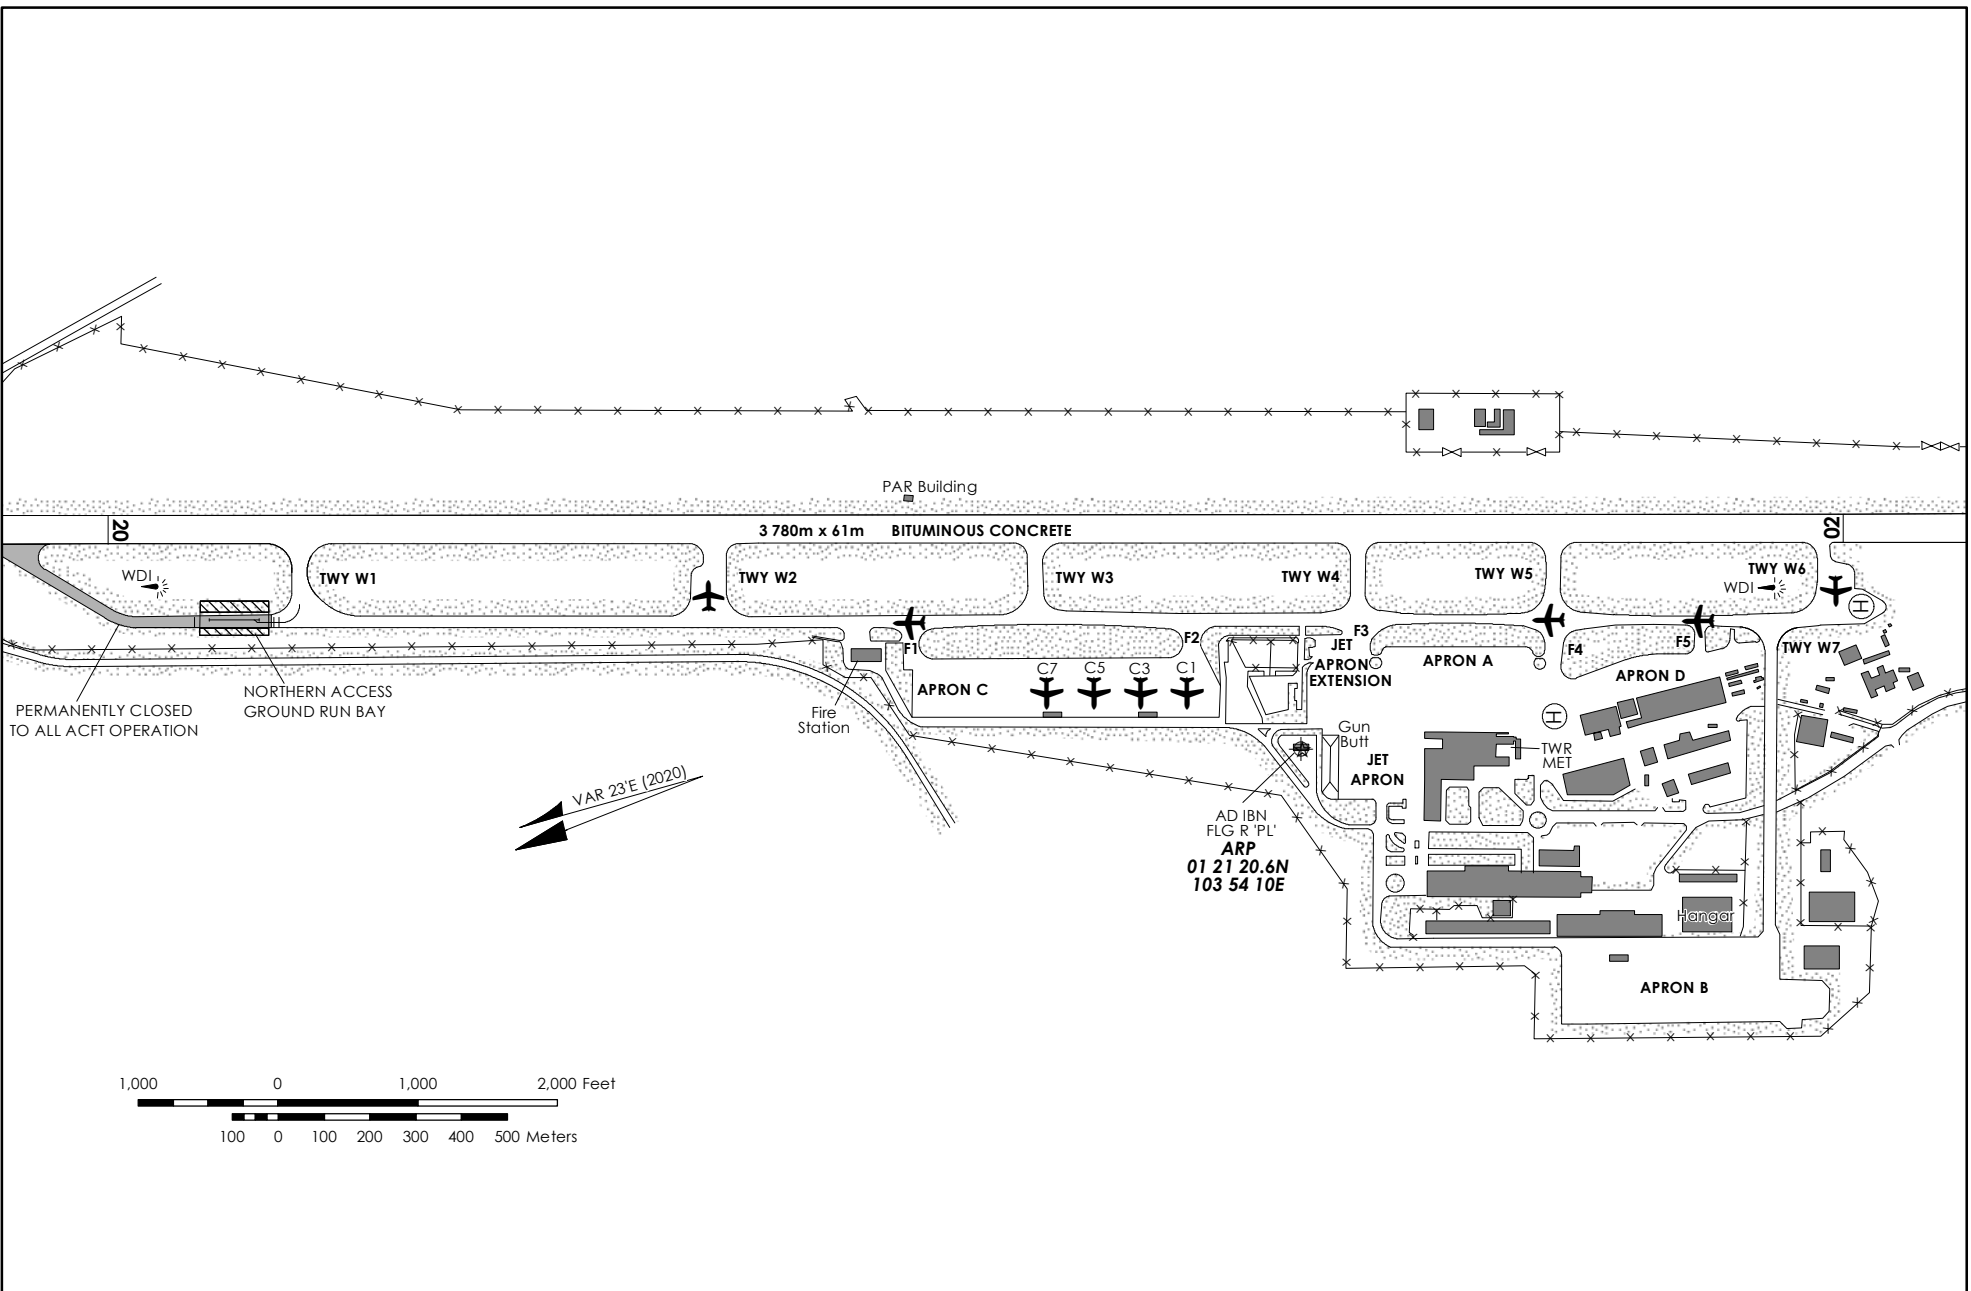 PAR Building
20
3 780m x 61m BITUMINOUS CONCRETE
02
WDI
TWY W1
TWY W2
TWY W3
TWY W4
TWY W5
TWY W6
WDI
H
F1
F2
F3
F4
F5
TWY W7
JET
APRON
EXTENSION
APRON A
APRON D
C7
C5
C3
C1
APRON C
NORTHERN ACCESS
GROUND RUN BAY
PERMANENTLY CLOSED
TO ALL ACFT OPERATION
Fire
Station
H
Gun
Butt
JET
APRON
TWR
MET
VAR 23'E (2020)
AD IBN
FLG R 'PL'
ARP
01 21 20.6N
103 54 10E
Hangar
APRON B
1,000 0 1,000 2,000 Feet
100 0 100 200 300 400 500 Meters